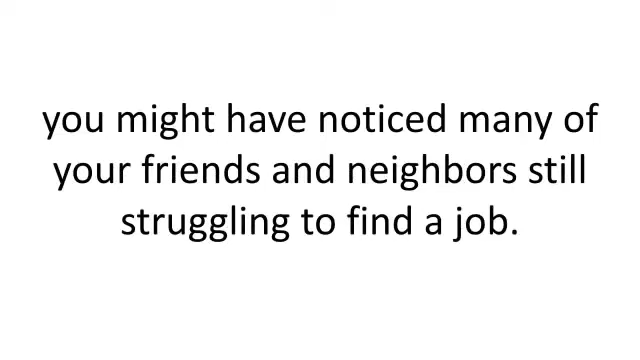 you might have noticed many of
your friends and neighbors still
struggling to find a job.